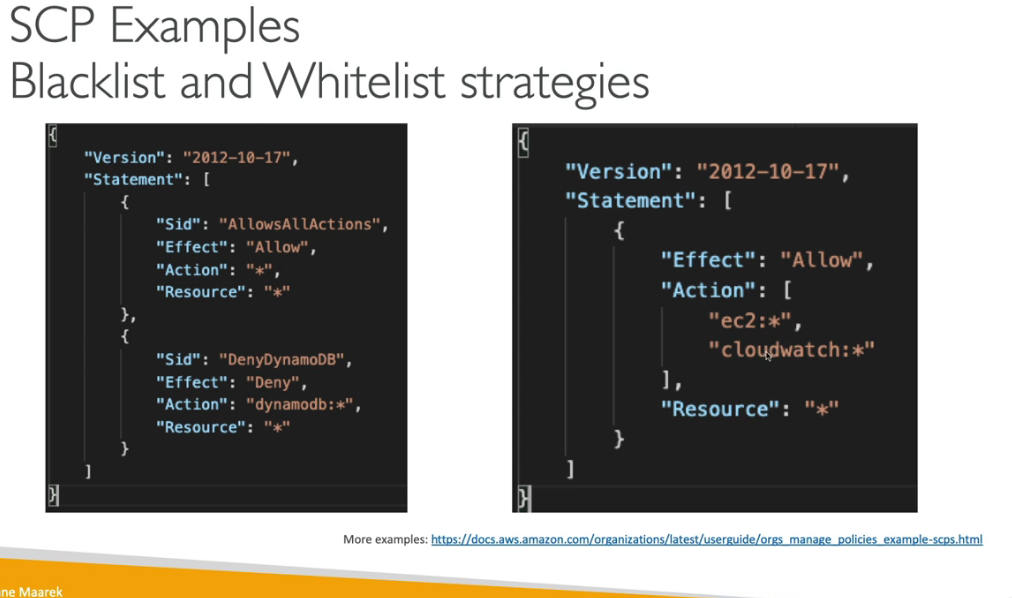 SCP Examples
Blacklist and Whitelist strategies
{
"Version": "2012-10-17",
"Statement": [
{
"Sid": "AllowsAllActions",
"Effect": "Allow",
"Action": "*",
"Resource": "*"
},
{
"Sid": "DenyDynamoDB",
"Effect": "Deny",
"Action": "dynamodb:*",
"Resource": "*"
}
]
}
{
"Version": "2012-10-17",
"Statement": [
{
"Effect": "Allow",
"Action": [
"ec2:*",
"cloudwatch:*"
],
"Resource": "*"
}
]
}
More examples: https://docs.aws.amazon.com/organizations/latest/userguide/orgs_manage_policies_example-scps.html
ne Maarek